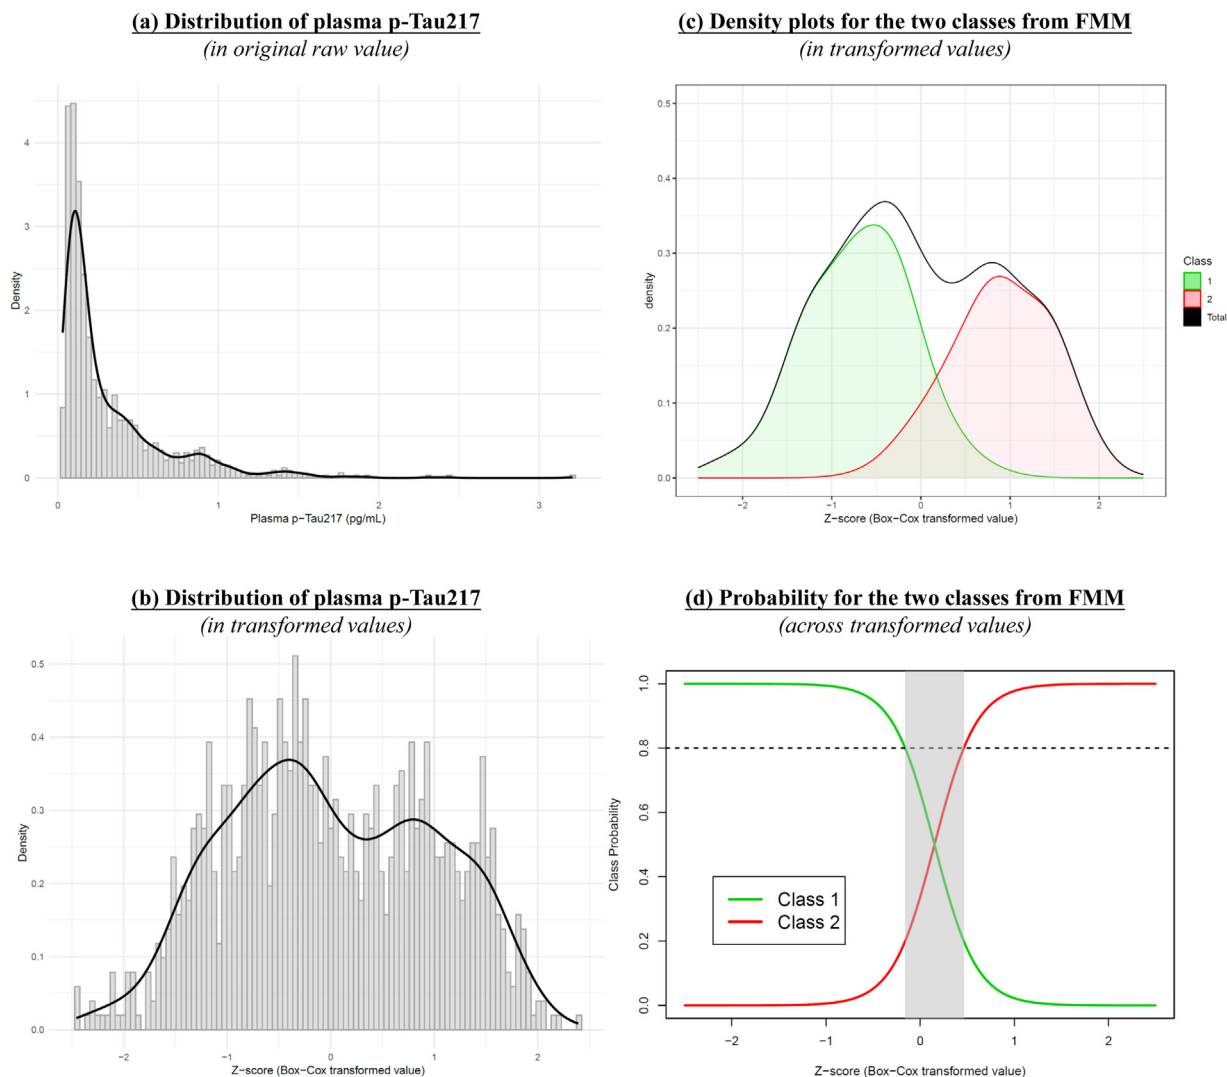 (a) Distribution of plasma p-Tau217
(in original raw value)
4
3
2
1
0
Density
0
1
2
3
Plasma p−Tau217 (pg/mL)
(c) Density plots for the two classes from FMM
(in transformed values)
0.5
0.4
0.3
0.2
0.1
0.0
density
−2
−1
0
1
2
Z−score (Box−Cox transformed value)
Class
1
2
Total
(b) Distribution of plasma p-Tau217
(in transformed values)
0.5
0.4
0.3
0.2
0.1
0.0
Density
−2
−1
0
1
2
Z−score (Box−Cox transformed value)
(d) Probability for the two classes from FMM
(across transformed values)
1.0
0.8
0.6
0.4
0.2
0.0
Class Probability
Class 1
Class 2
−2
−1
0
1
2
Z−score (Box−Cox transformed value)